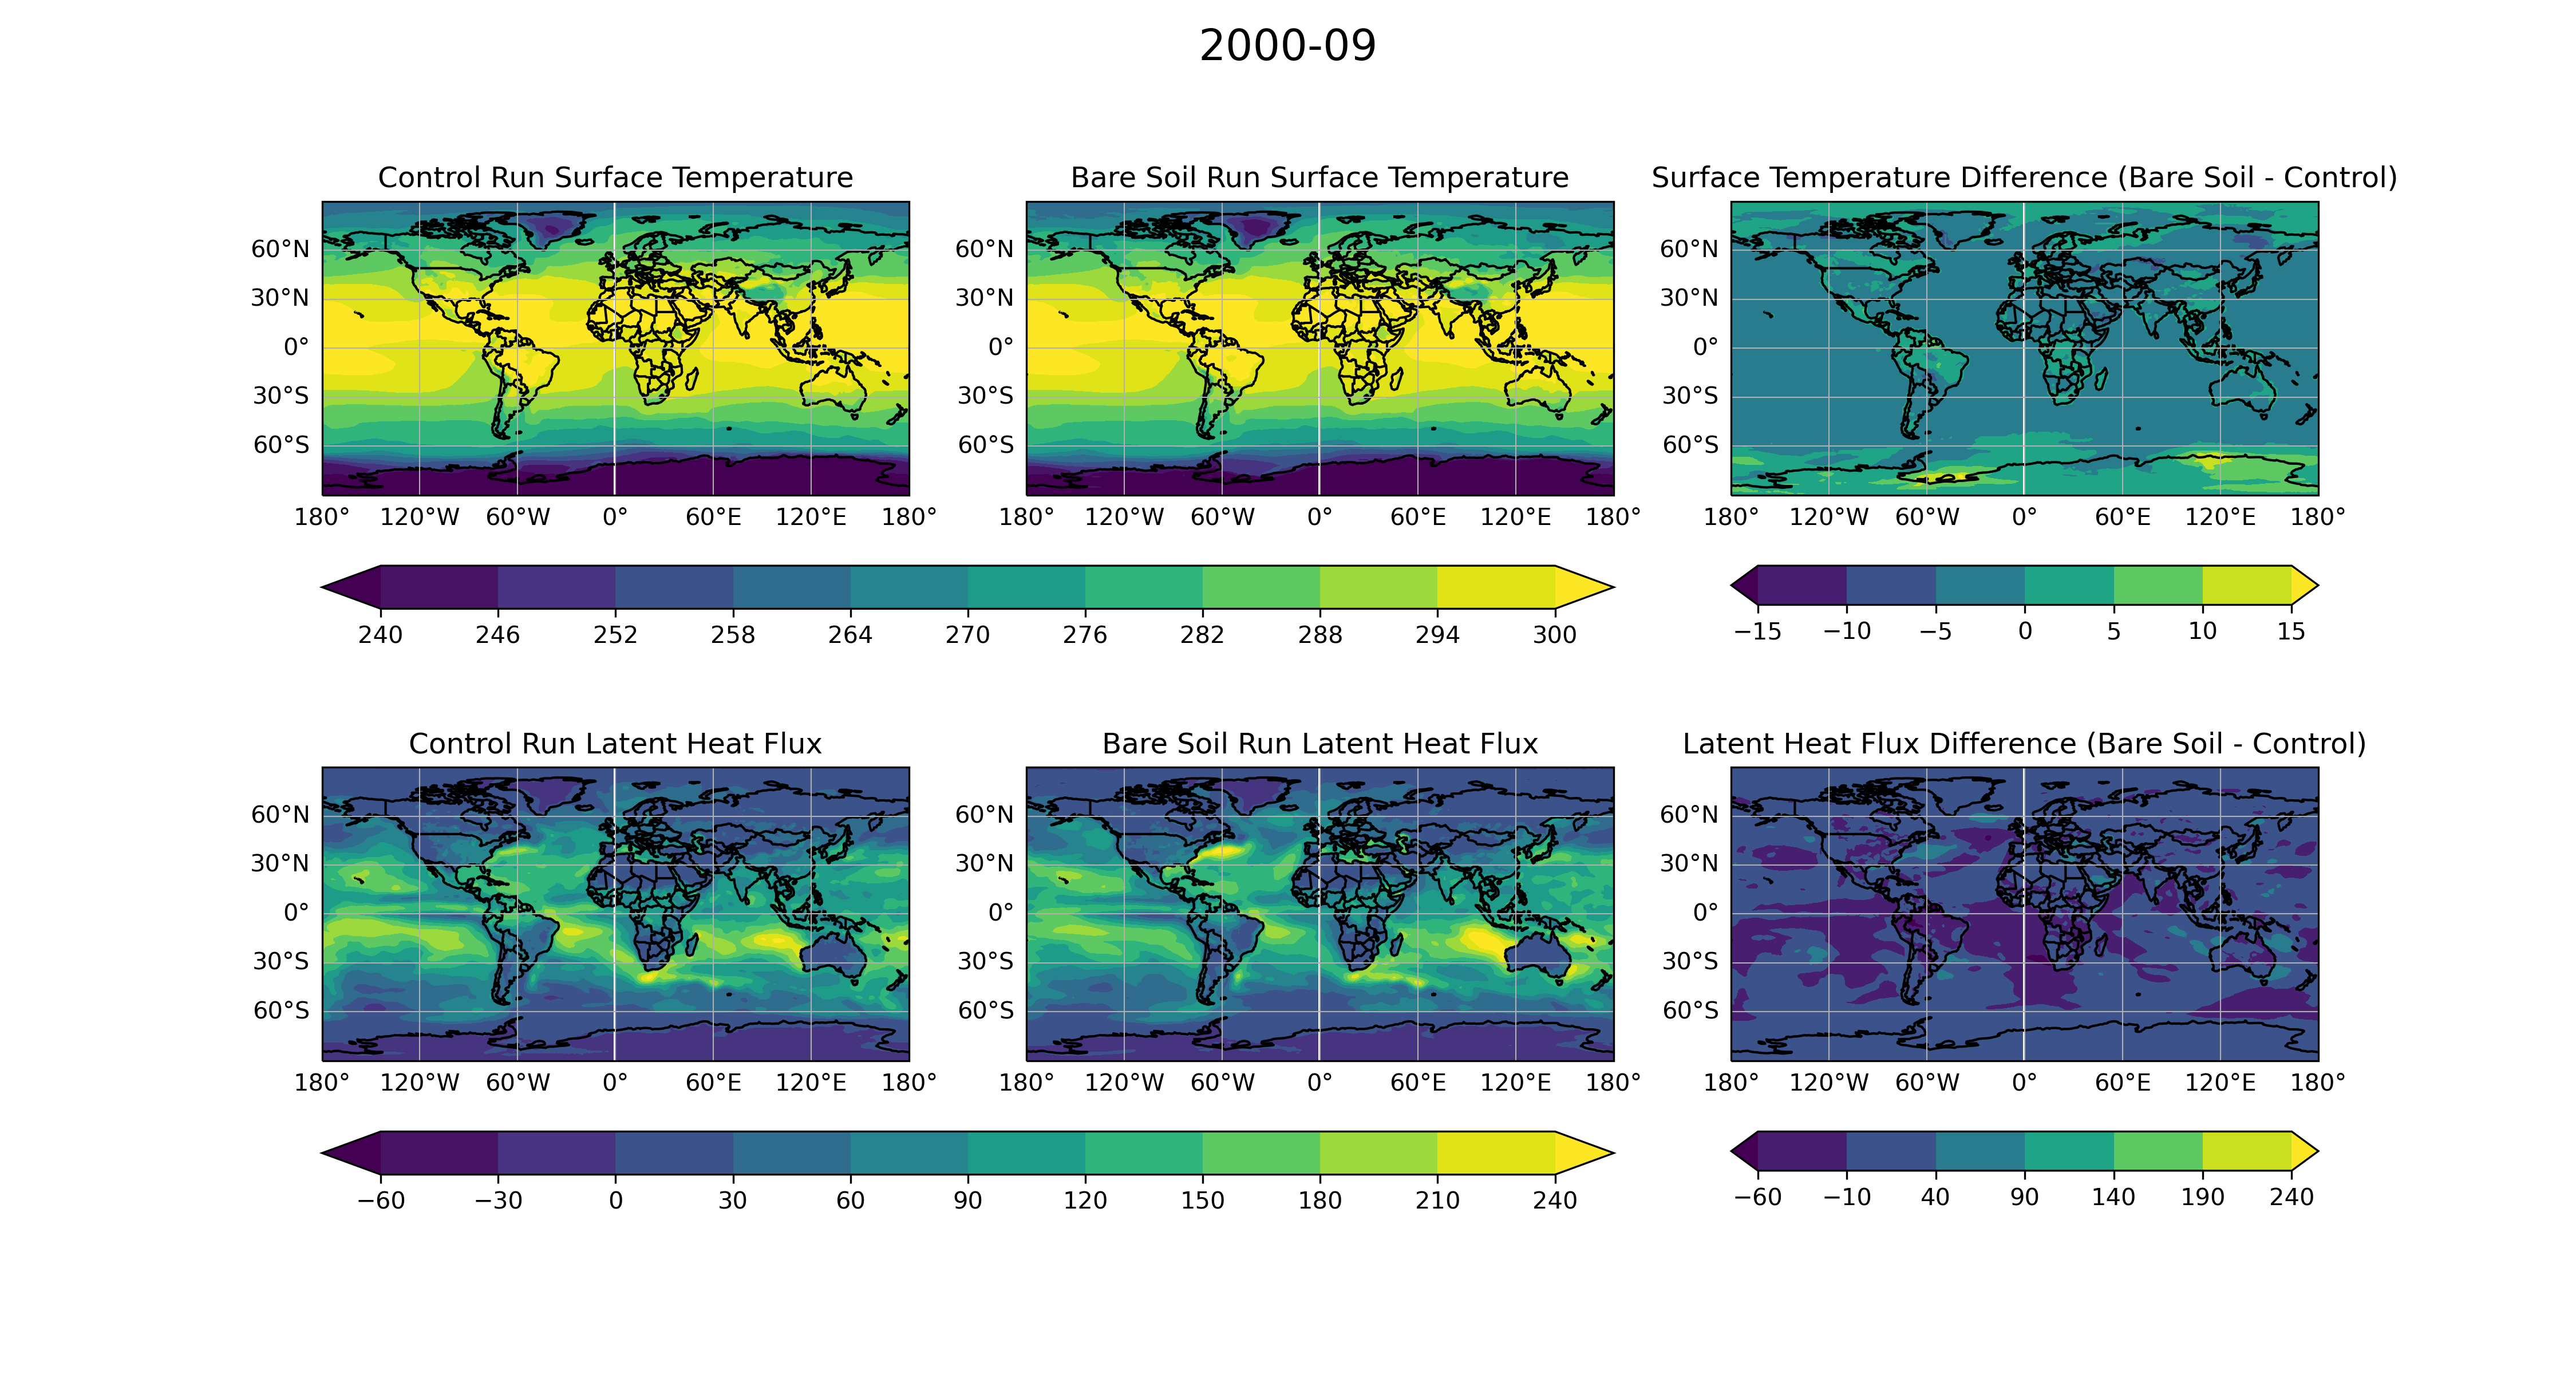 2000-09
Control Run Surface Temperature
Bare Soil Run Surface Temperature
Surface Temperature Difference (Bare Soil - Control)
60°N
30°N
0°
30°S
60°S
180° 120°W 60°W 0° 60°E 120°E 180°
60°N
30°N
0°
30°S
60°S
180° 120°W 60°W 0° 60°E 120°E 180°
60°N
30°N
0°
30°S
60°S
180° 120°W 60°W 0° 60°E 120°E 180°
240 246 252 258 264 270 276 282 288 294 300
−15 −10 −5 0 5 10 15
Control Run Latent Heat Flux
Bare Soil Run Latent Heat Flux
Latent Heat Flux Difference (Bare Soil - Control)
60°N
30°N
0°
30°S
60°S
180° 120°W 60°W 0° 60°E 120°E 180°
60°N
30°N
0°
30°S
60°S
180° 120°W 60°W 0° 60°E 120°E 180°
60°N
30°N
0°
30°S
60°S
180° 120°W 60°W 0° 60°E 120°E 180°
−60 −30 0 30 60 90 120 150 180 210 240
−60 −10 40 90 140 190 240